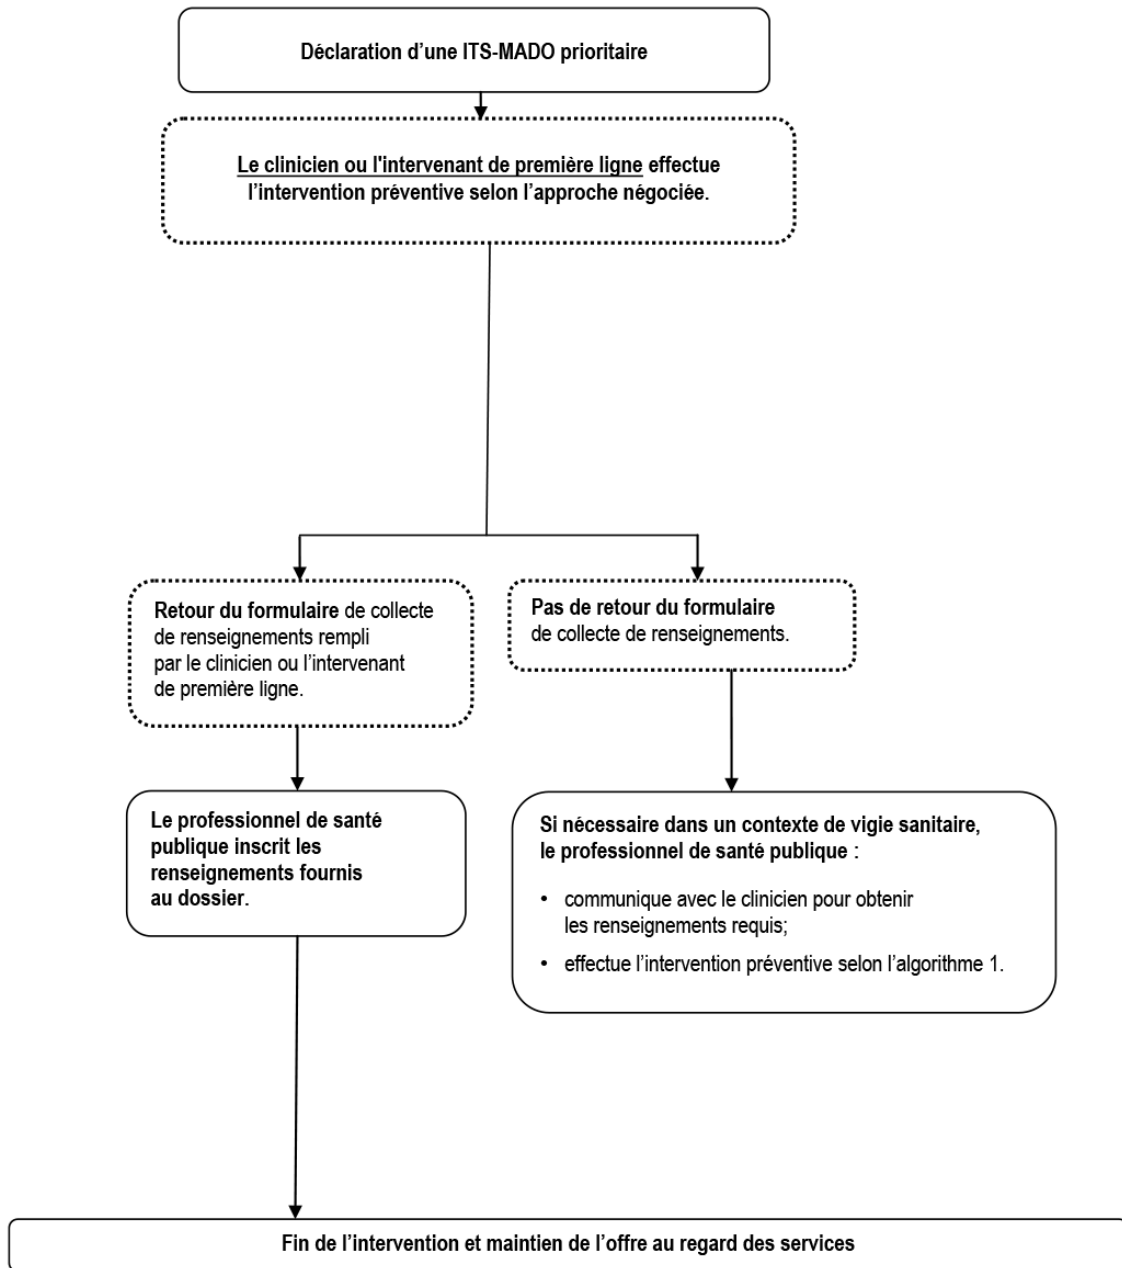 Déclaration d’une ITS-MADO prioritaire
Le clinicien ou l'intervenant de première ligne effectue
l’intervention préventive selon l’approche négociée.
Retour du formulaire de collecte
de renseignements rempli
par le clinicien ou l’intervenant
de première ligne.
Pas de retour du formulaire
de collecte de renseignements.
Le professionnel de santé
publique inscrit les
renseignements fournis
au dossier.
Si nécessaire dans un contexte de vigie sanitaire,
le professionnel de santé publique :
• communique avec le clinicien pour obtenir
les renseignements requis;
• effectue l’intervention préventive selon l’algorithme 1.
Fin de l’intervention et maintien de l’offre au regard des services